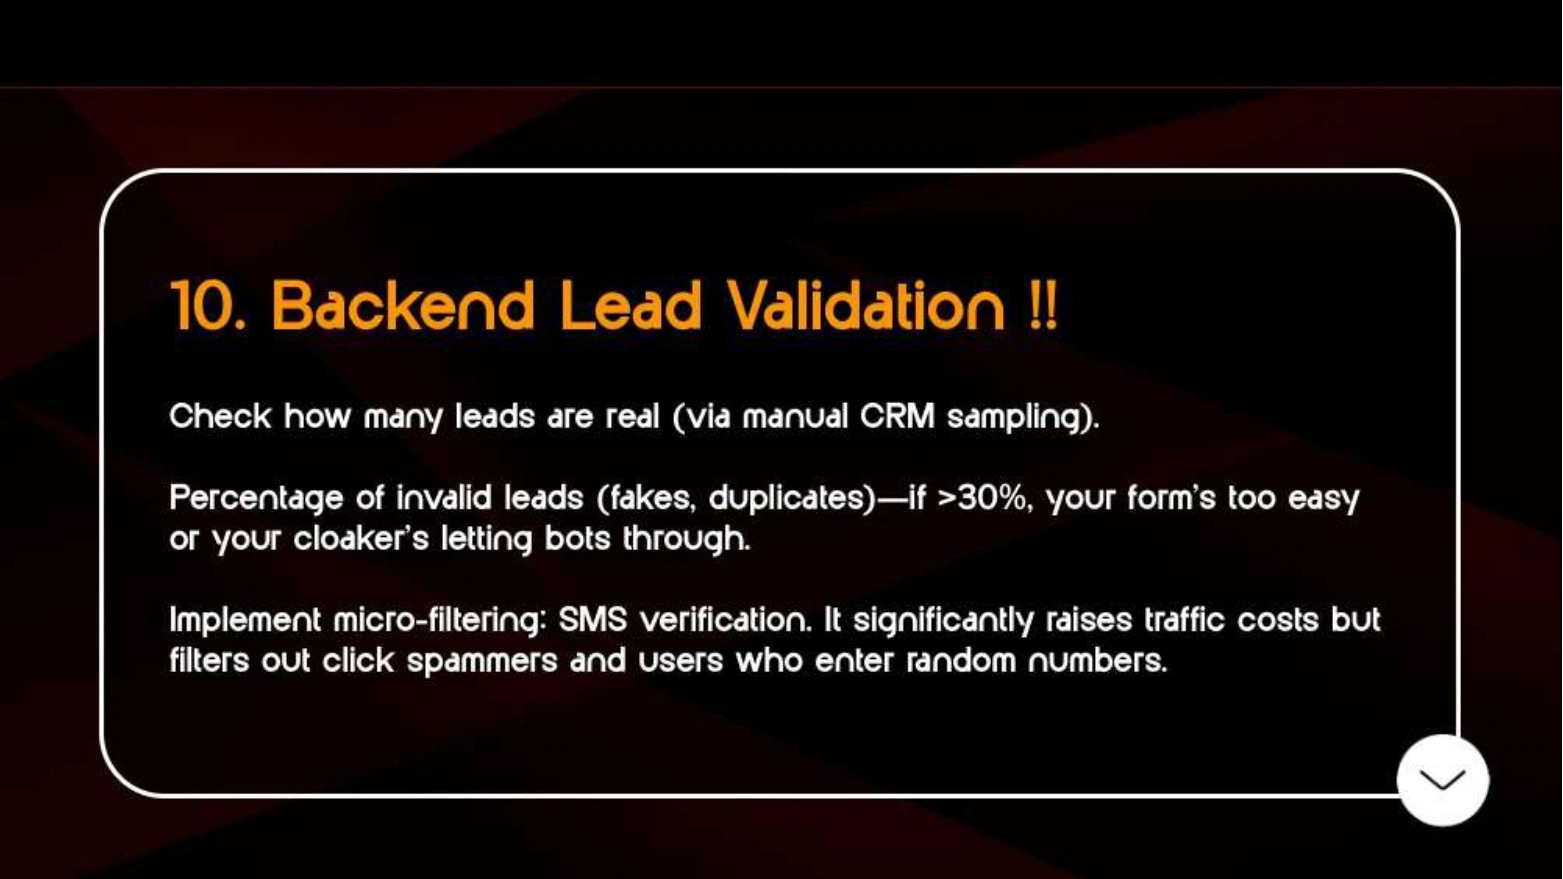 10. Backend Lead Validation !!
Check how many leads are real (via manual CRM sampling).
Percentage of invalid leads (fakes, duplicates)—if >30%, your form’s too easy
or your cloaker’s letting bots through.
Implement micro-filtering: SMS verification. It significantly raises traffic costs but
filters out click spammers and users who enter random numbers.